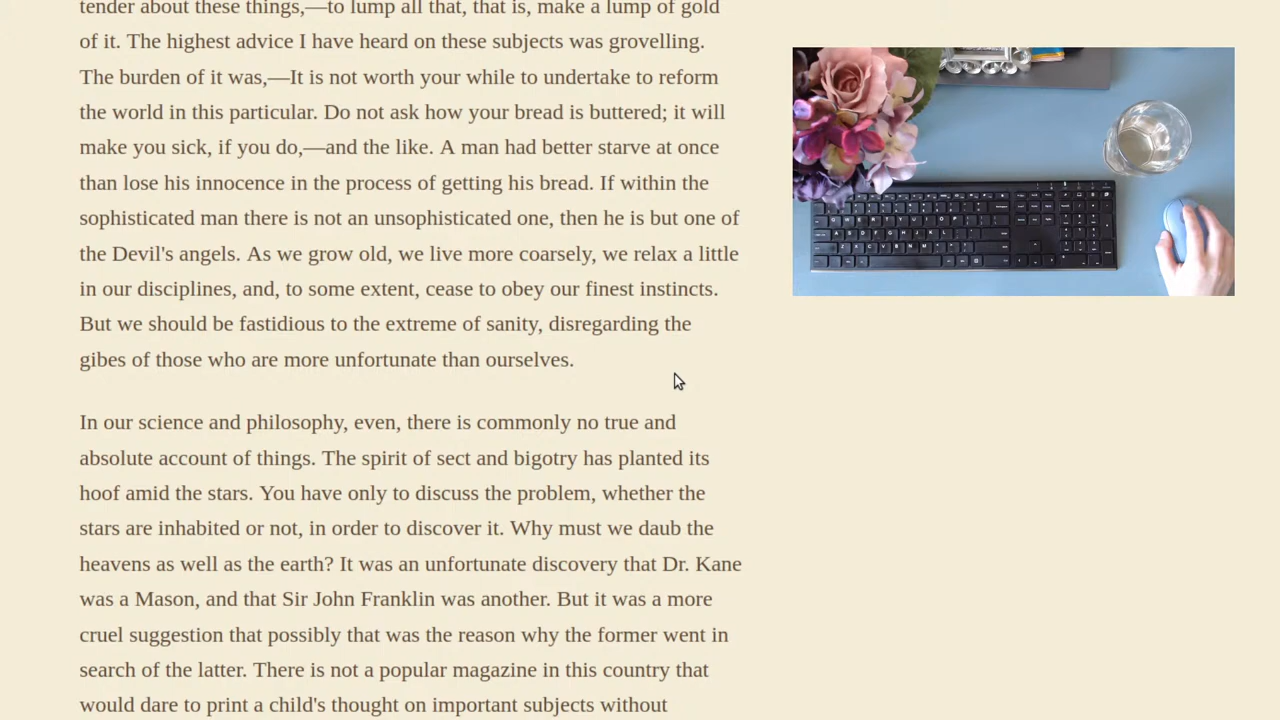 tender about these things,—to lump all that, that is, make a lump of gold
of it. The highest advice I have heard on these subjects was grovelling.
The burden of it was,—It is not worth your while to undertake to reform
the world in this particular. Do not ask how your bread is buttered; it will
make you sick, if you do,—and the like. A man had better starve at once
than lose his innocence in the process of getting his bread. If within the
sophisticated man there is not an unsophisticated one, then he is but one of
the Devil's angels. As we grow old, we live more coarsely, we relax a little
in our disciplines, and, to some extent, cease to obey our finest instincts.
But we should be fastidious to the extreme of sanity, disregarding the
gibes of those who are more unfortunate than ourselves.
In our science and philosophy, even, there is commonly no true and
absolute account of things. The spirit of sect and bigotry has planted its
hoof amid the stars. You have only to discuss the problem, whether the
stars are inhabited or not, in order to discover it. Why must we daub the
heavens as well as the earth? It was an unfortunate discovery that Dr. Kane
was a Mason, and that Sir John Franklin was another. But it was a more
cruel suggestion that possibly that was the reason why the former went in
search of the latter. There is not a popular magazine in this country that
would dare to print a child's thought on important subjects without